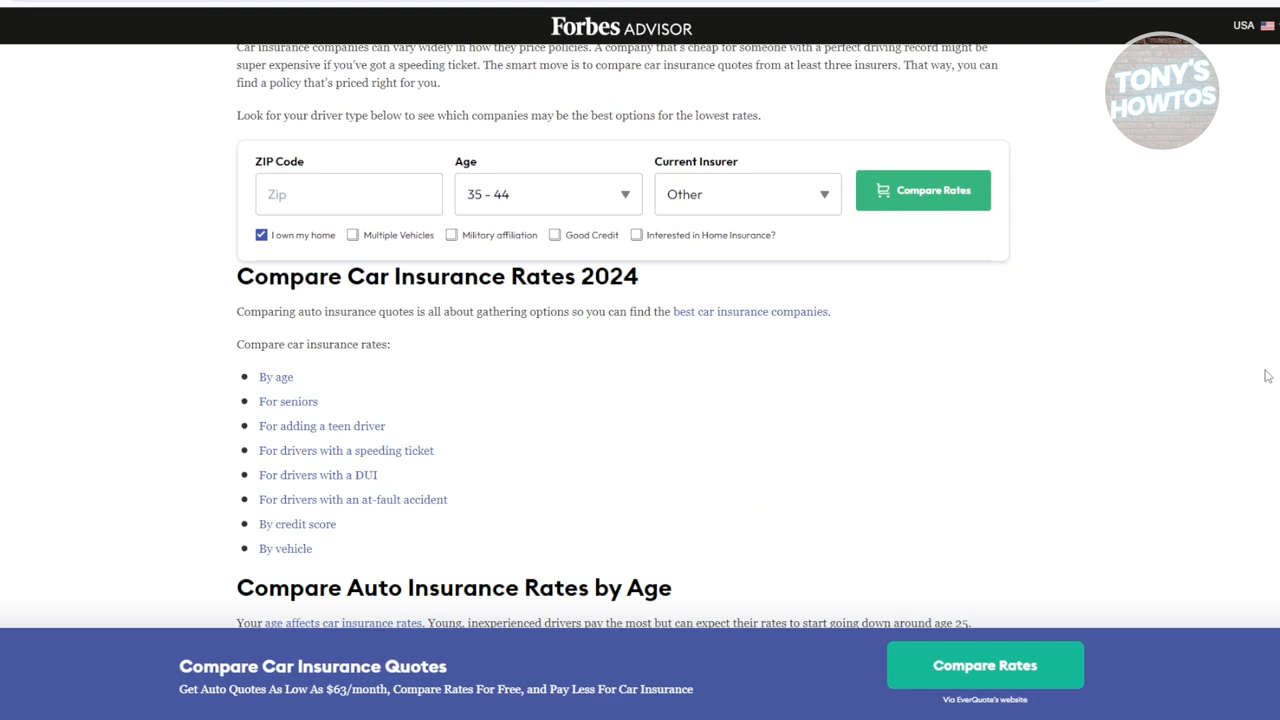 Forbes ADVISOR
USA
TONY'S
HOWTOS
Car insurance companies can vary widely in how they price policies. A company that's cheap for someone with a perfect driving record might be
super expensive if you've got a speeding ticket. The smart move is to compare car insurance quotes from at least three insurers. That way, you can
find a policy that's priced right for you.
Look for your driver type below to see which companies may be the best options for the lowest rates.
ZIP Code Age Current Insurer
Zip 35 - 44 Other Compare Rates
I own my home Multiple Vehicles Military affiliation Good Credit Interested in Home Insurance?
Compare Car Insurance Rates 2024
Comparing auto insurance quotes is all about gathering options so you can find the best car insurance companies.
Compare car insurance rates:
By age
For seniors
For adding a teen driver
For drivers with a speeding ticket
For drivers with a DUI
For drivers with an at-fault accident
By credit score
By vehicle
Compare Auto Insurance Rates by Age
Your age affects car insurance rates. Young, inexperienced drivers pay the most but can expect their rates to start going down around age 25.
Compare Car Insurance Quotes
Get Auto Quotes As Low As $63/month, Compare Rates For Free, and Pay Less For Car Insurance
Compare Rates
Via EverQuote's website